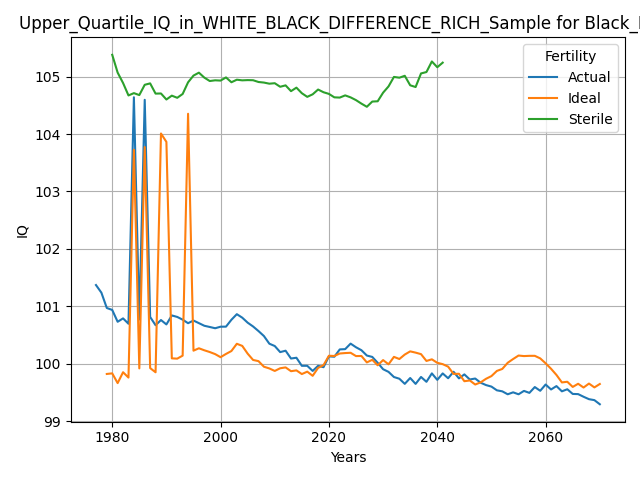 Upper_Quartile_IQ_in_WHITE_BLACK_DIFFERENCE_RICH_Sample for Black_
Fertility
Actual
Ideal
Sterile
105
104
103
102
101
100
99
IQ
1980 2000 2020 2040 2060
Years